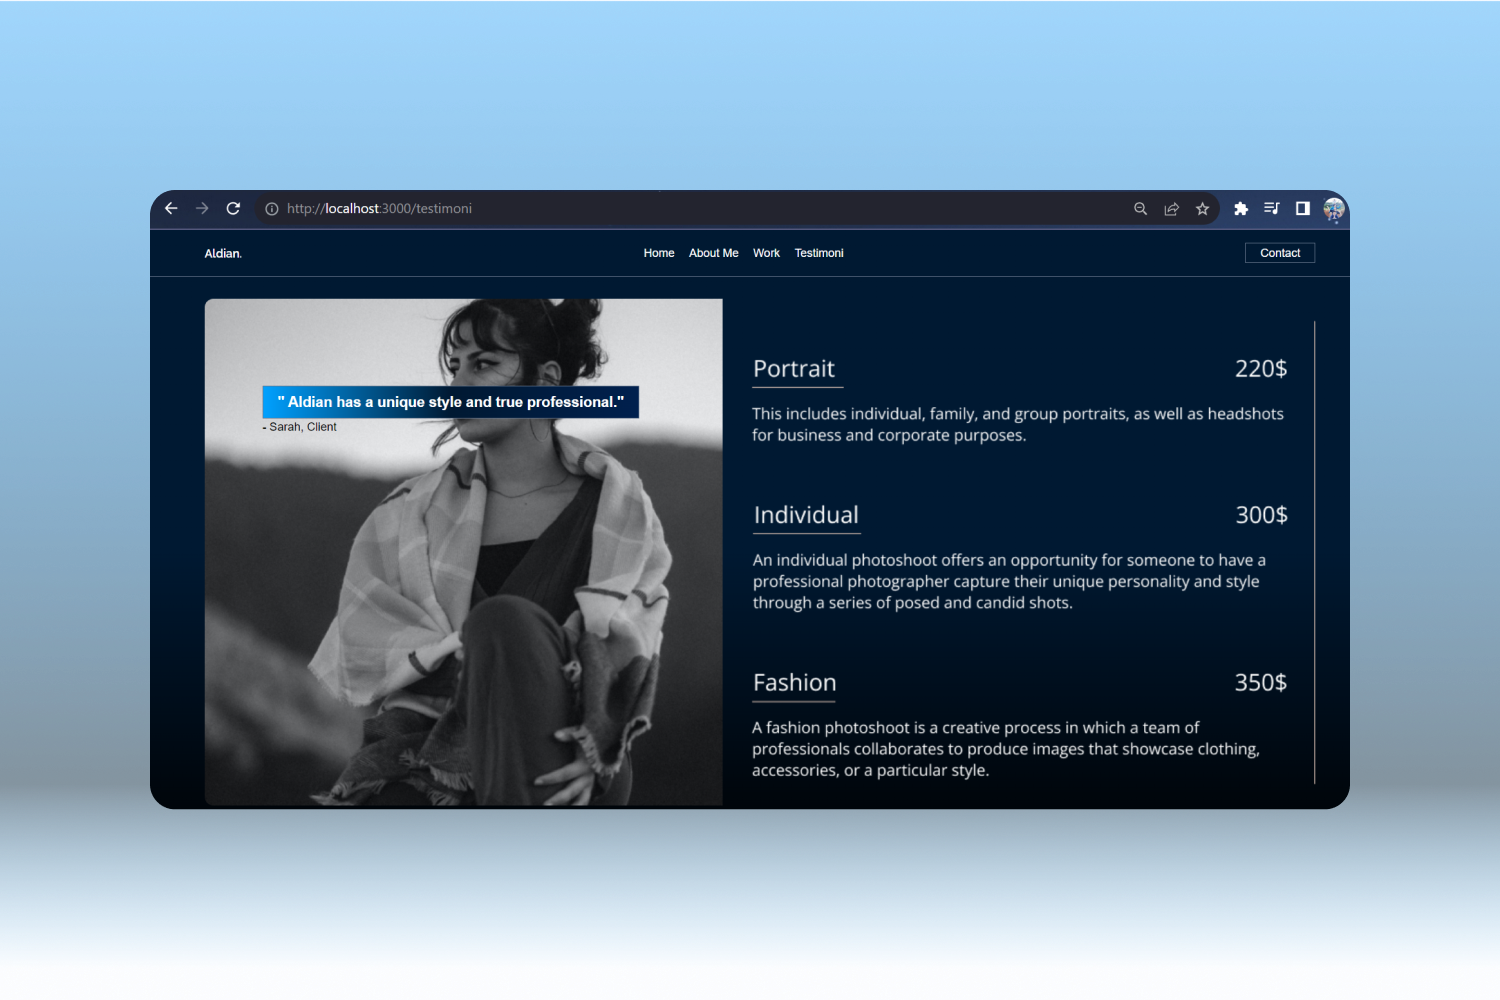 http://localhost:3000/testimoni
Aldian.
Home About Me Work Testimoni
Contact
" Aldian has a unique style and true professional."
- Sarah, Client
Portrait 220$
This includes individual, family, and group portraits, as well as headshots
for business and corporate purposes.
Individual 300$
An individual photoshoot offers an opportunity for someone to have a
professional photographer capture their unique personality and style
through a series of posed and candid shots.
Fashion 350$
A fashion photoshoot is a creative process in which a team of
professionals collaborates to produce images that showcase clothing,
accessories, or a particular style.